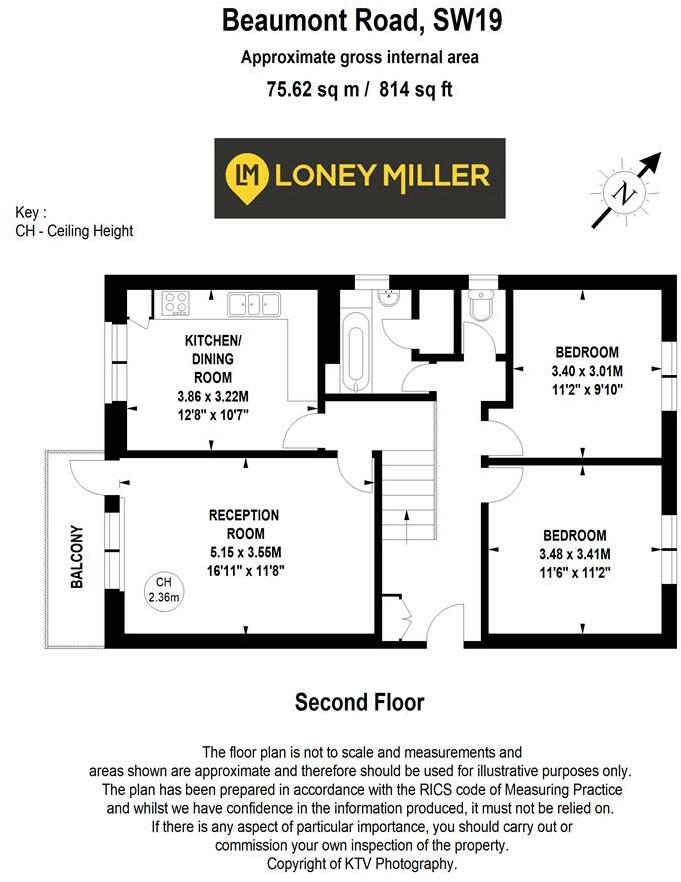 Beaumont Road, SW19
Approximate gross internal area
75.62 sq m / 814 sq ft
LM LONEY MILLER
N
Key :
CH - Ceiling Height
KITCHEN/
DINING
ROOM
3.86 x 3.22M
12'8" x 10'7"
BEDROOM
3.40 x 3.01M
11'2" x 9'10"
RECEPTION
ROOM
5.15 x 3.55M
16'11" x 11'8"
BALCONY
CH
2.36m
BEDROOM
3.48 x 3.41M
11'6" x 11'2"
Second Floor
The floor plan is not to scale and measurements and
areas shown are approximate and therefore should be used for illustrative purposes only.
The plan has been prepared in accordance with the RICS code of Measuring Practice
and whilst we have confidence in the information produced, it must not be relied on.
If there is any aspect of particular importance, you should carry out or
commission your own inspection of the property.
Copyright of KTV Photography.